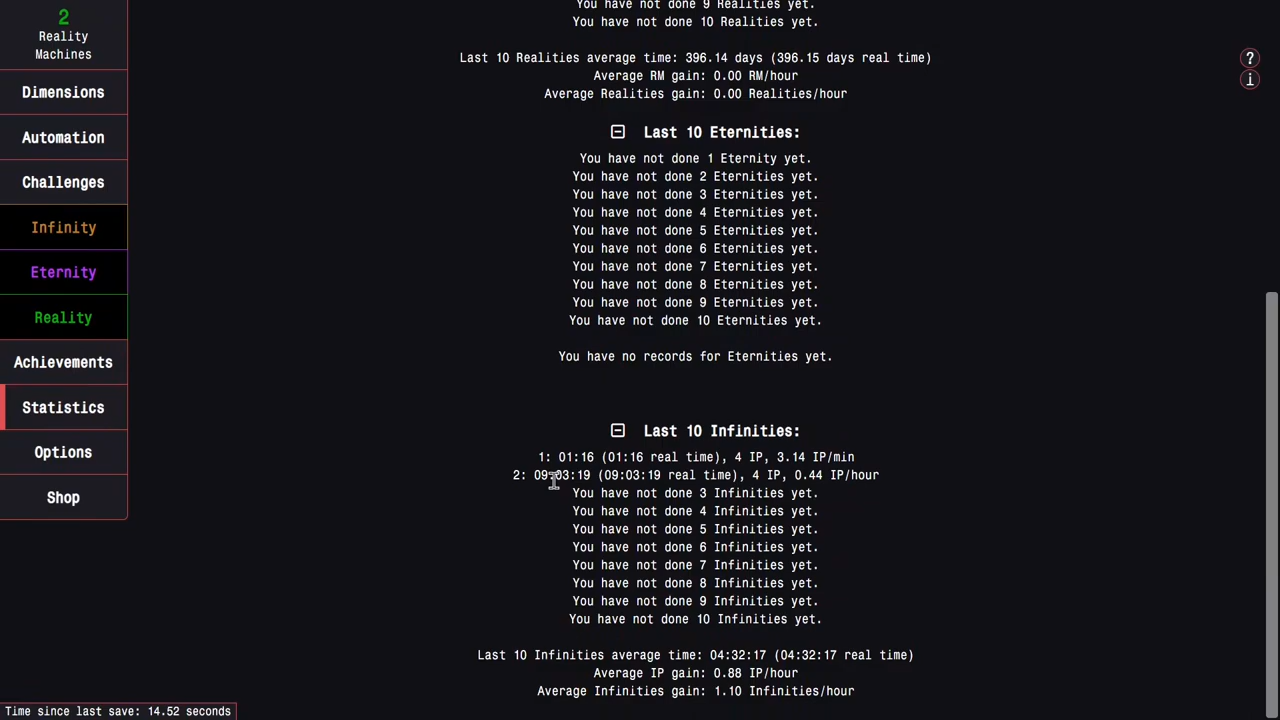 2
Reality
Machines
Dimensions
Automation
Challenges
Infinity
Eternity
Reality
Achievements
Statistics
Options
Shop
You have not done 9 Realities yet.
You have not done 10 Realities yet.
Last 10 Realities average time: 396.14 days (396.15 days real time)
Average RM gain: 0.00 RM/hour
Average Realities gain: 0.00 Realities/hour
Last 10 Eternities:
You have not done 1 Eternity yet.
You have not done 2 Eternities yet.
You have not done 3 Eternities yet.
You have not done 4 Eternities yet.
You have not done 5 Eternities yet.
You have not done 6 Eternities yet.
You have not done 7 Eternities yet.
You have not done 8 Eternities yet.
You have not done 9 Eternities yet.
You have not done 10 Eternities yet.
You have no records for Eternities yet.
Last 10 Infinities:
1: 01:16 (01:16 real time), 4 IP, 3.14 IP/min
2: 09:03:19 (09:03:19 real time), 4 IP, 0.44 IP/hour
You have not done 3 Infinities yet.
You have not done 4 Infinities yet.
You have not done 5 Infinities yet.
You have not done 6 Infinities yet.
You have not done 7 Infinities yet.
You have not done 8 Infinities yet.
You have not done 9 Infinities yet.
You have not done 10 Infinities yet.
Last 10 Infinities average time: 04:32:17 (04:32:17 real time)
Average IP gain: 0.88 IP/hour
Average Infinities gain: 1.10 Infinities/hour
?
i
Time since last save: 14.52 seconds